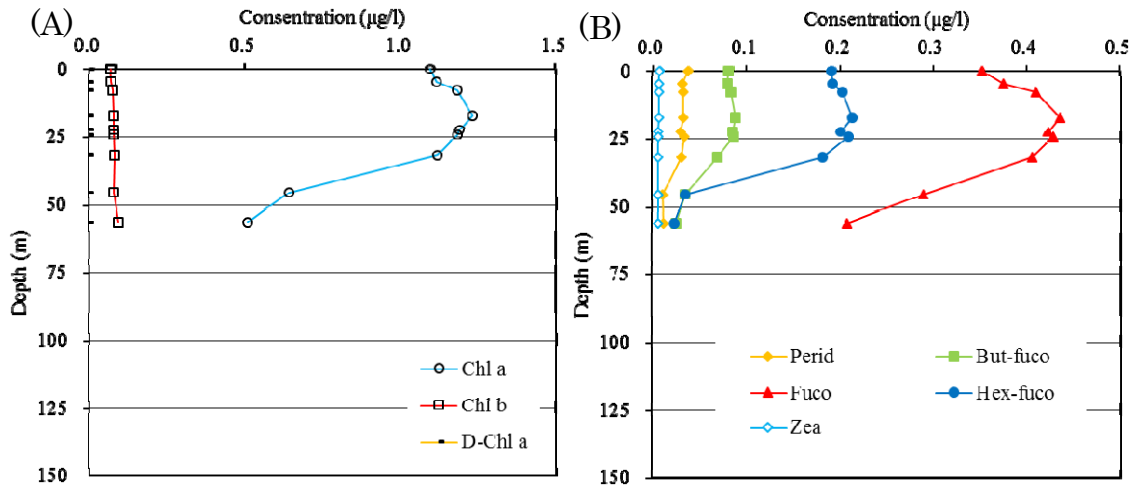 (A)
Consentration (µg/l)
0.0 0.5 1.0 1.5
0
25
50
75
100
125
150
Depth (m)
Chl a
Chl b
D-Chl a
(B)
Consentration (µg/l)
0.0 0.1 0.2 0.3 0.4 0.5
0
25
50
75
100
125
150
Depth (m)
Perid But-fuco
Fuco Hex-fuco
Zea